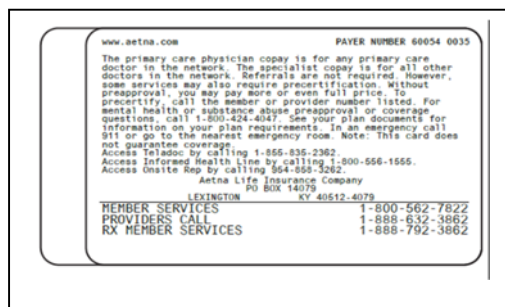 www.aetna.com PAYER NUMBER 60054 0035
The primary care physician copay is for any primary care
doctor in the network. The specialist copay is for all other
doctors in the network. Referrals are not required. However,
some services may also require precertification. Without
preapproval, you may pay more or even full price. To
precertify, call the member or provider number listed. For
mental health or substance abuse preapproval or coverage
questions, call 1-800-424-4047. See your plan documents for
information on your plan requirements. In an emergency call
911 or go to the nearest emergency room. Note: This card does
not guarantee coverage.
Access Teladoc by calling 1-855-835-2362.
Access Informed Health Line by calling 1-800-556-1555.
Access Onsite Rep by calling 954-858-3262.
Aetna Life Insurance Company
PO BOX 14079
LEXINGTON KY 40512-4079
MEMBER SERVICES 1-800-562-7822
PROVIDERS CALL 1-888-632-3862
RX MEMBER SERVICES 1-888-792-3862